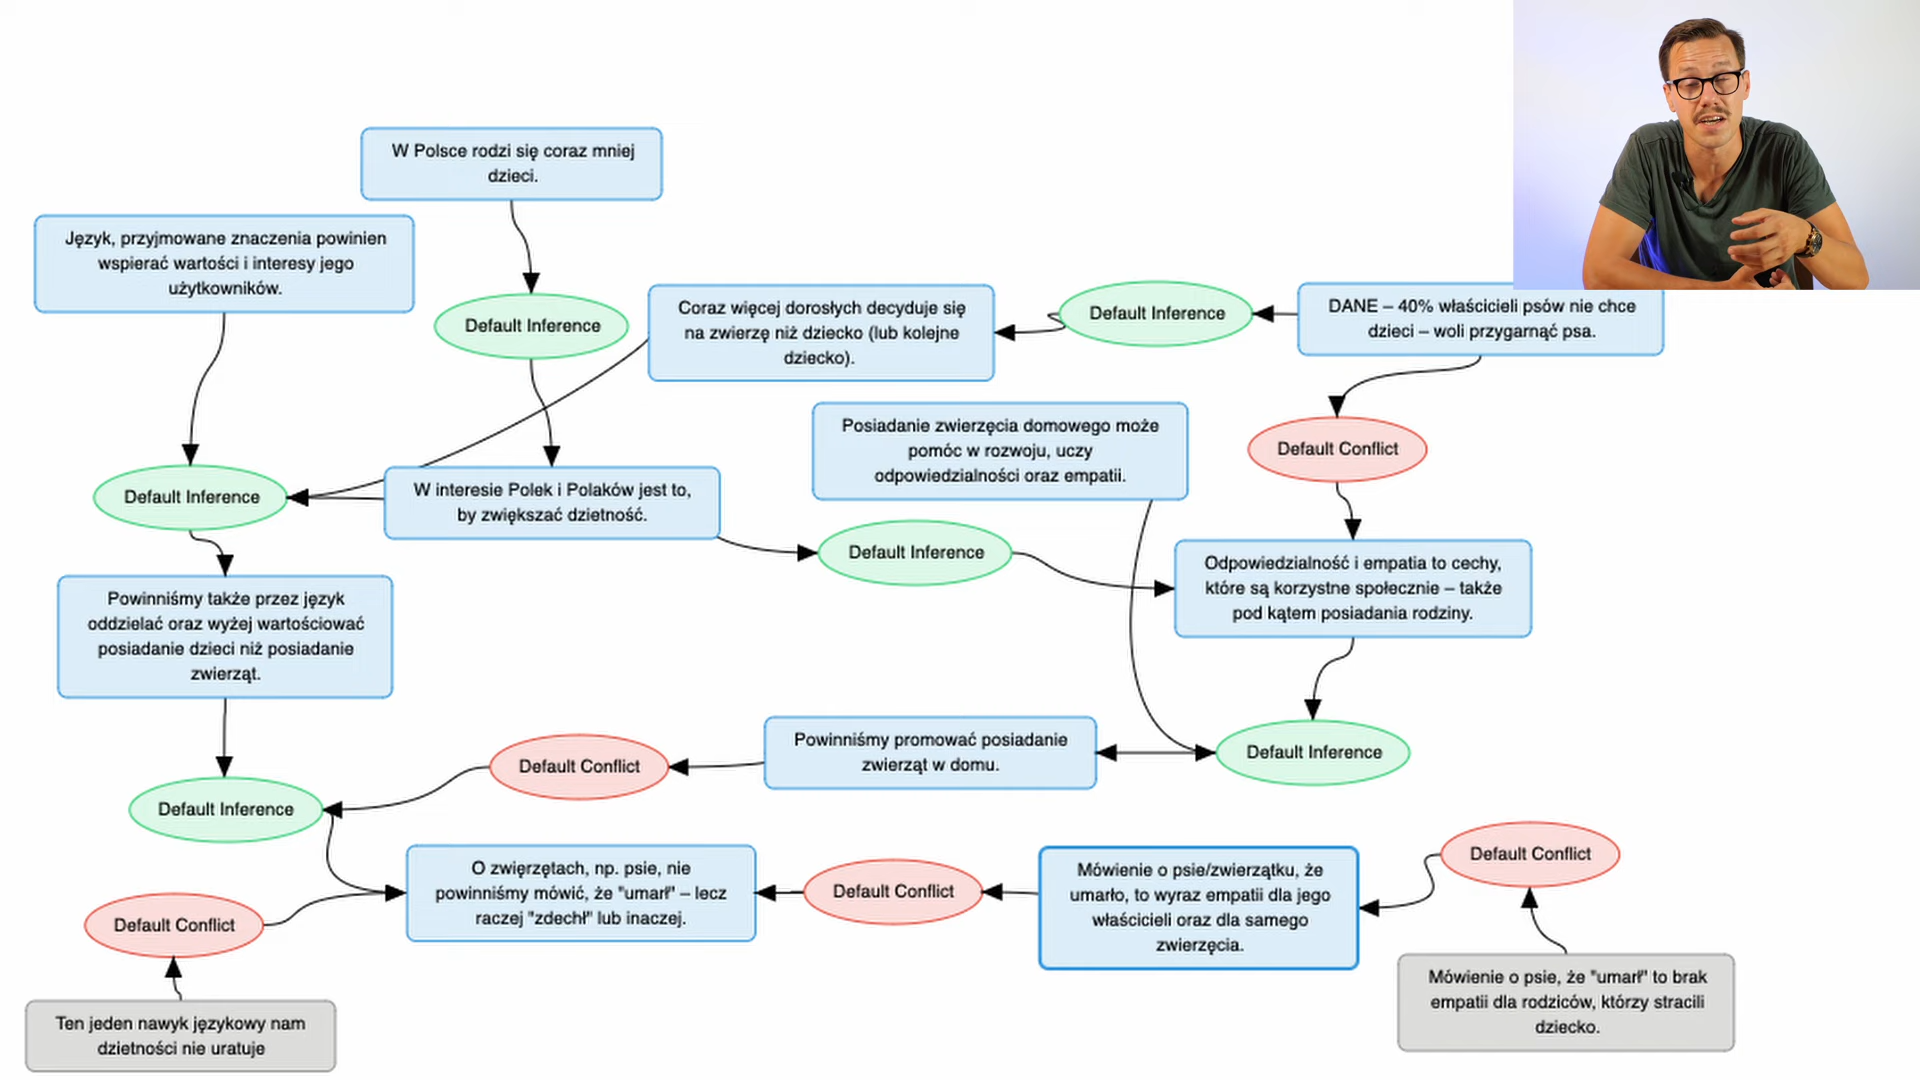 W Polsce rodzi się coraz mniej
dzieci.
Język, przyjmowane znaczenia powinien
wspierać wartości i interesy jego
użytkowników.
Default Inference
Coraz więcej dorosłych decyduje się
na zwierzę niż dziecko (lub kolejne
dziecko).
Default Inference
DANE – 40% właścicieli psów nie chce
dzieci – woli przygarnąć psa.
Posiadanie zwierzęcia domowego może
pomóc w rozwoju, uczy
odpowiedzialności oraz empatii.
Default Conflict
Default Inference
W interesie Polek i Polaków jest to,
by zwiększać dzietność.
Default Inference
Odpowiedzialność i empatia to cechy,
które są korzystne społecznie – także
pod kątem posiadania rodziny.
Powinniśmy także przez język
oddzielać oraz wyżej wartościować
posiadanie dzieci niż posiadanie
zwierząt.
Default Conflict
Powinniśmy promować posiadanie
zwierząt w domu.
Default Inference
Default Inference
O zwięrzętach, np. psie, nie
powinniśmy mówić, że "umarł" – lecz
raczej "zdechł" lub inaczej.
Default Conflict
Mówienie o psie/zwierzątku, że
umarło, to wyraz empatii dla jego
właścicieli oraz dla samego
zwierzęcia.
Default Conflict
Default Conflict
Mówienie o psie, że "umarł" to brak
empatii dla rodziców, którzy stracili
dziecko.
Ten jeden nawyk językowy nam
dzietności nie uratuje